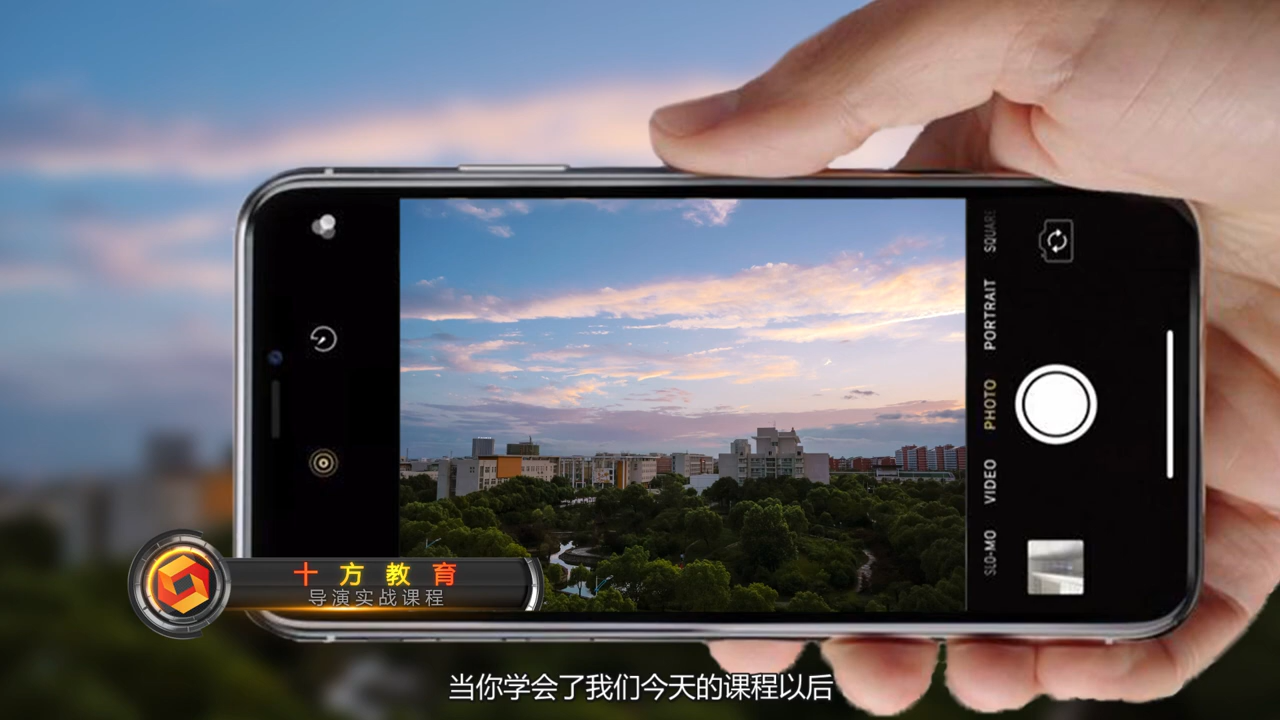 SQUARE
PORTRAIT
PHOTO
VIDEO
SLO-MO
十方教育
导演实战课程
当你学会了我们今天的课程以后